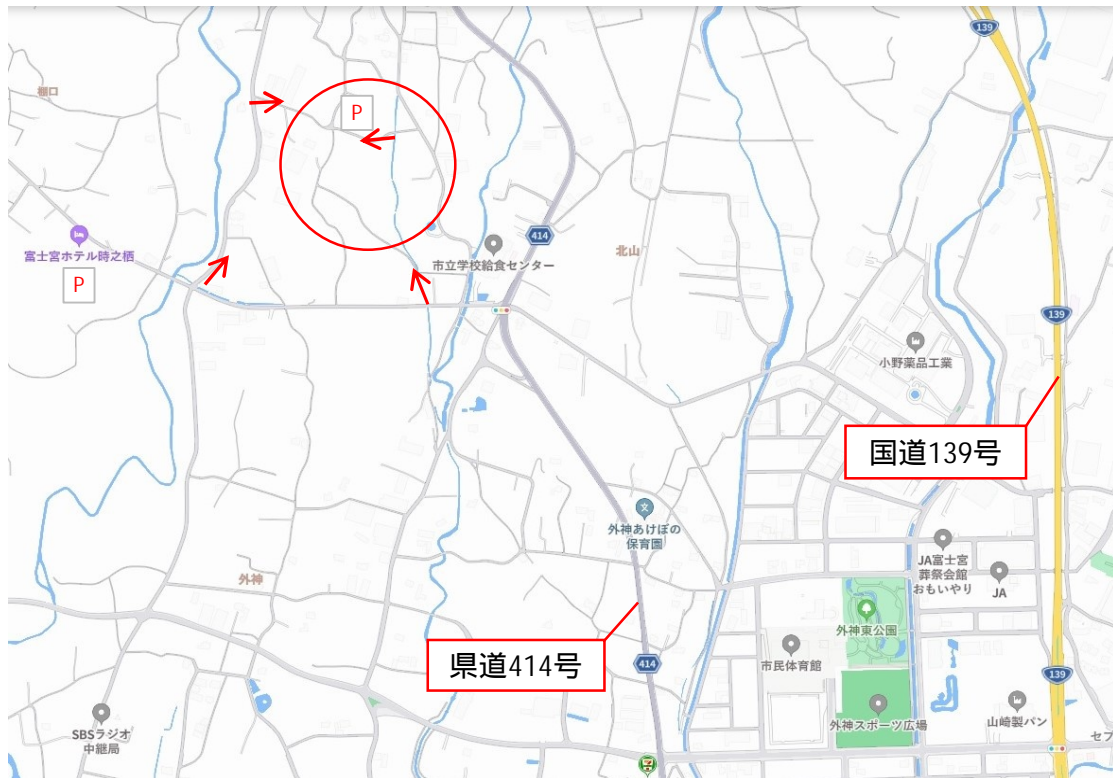 139
棚口
P
414
北山
富士宮ホテル時之栖
P
市立学校給食センター
139
小野薬品工業
国道139号
外神あけぼの
保育園
JA富士宮
葬祭会館
おもいやり
JA
外神
外神東公園
市民体育館
県道414号
414
139
SBSラジオ
中継局
外神スポーツ広場
山崎製パン
セブ